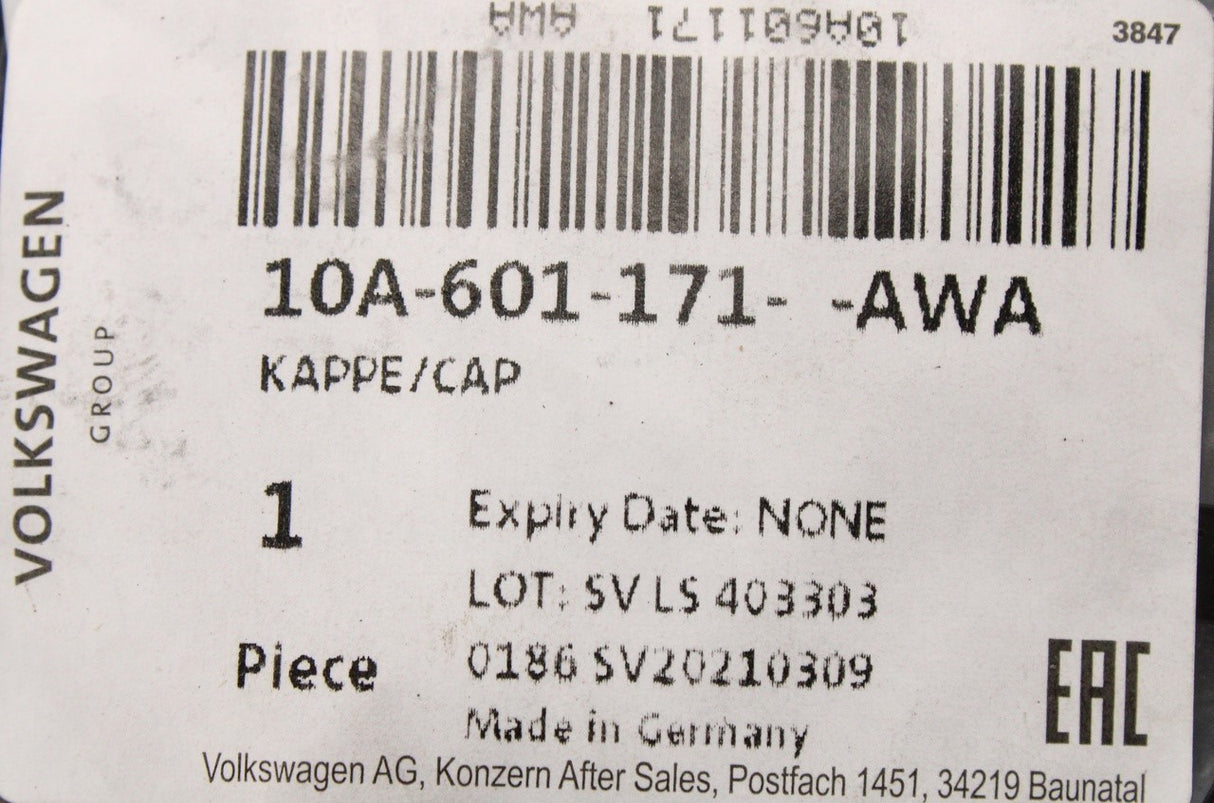 10A601171 AWA
3847
VOLKSWAGEN
GROUP
10A-601-171- -AWA
KAPPE/CAP
1
Expiry Date: NONE
LOT: SV LS 403303
Piece
0186 SV20210309
Made in Germany
EAC
Volkswagen AG, Konzern After Sales, Postfach 1451, 34219 Baunatal